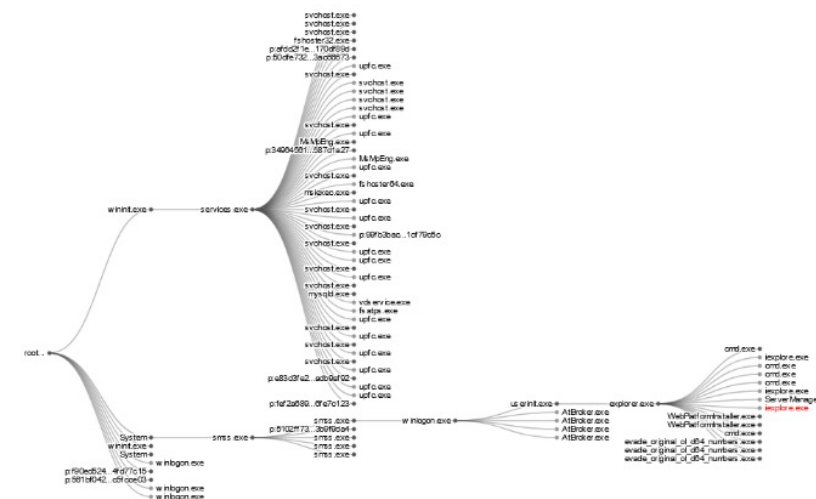 svchost.exe
svchost.exe
svchost.exe
fshoster32.exe
p:afdd2f1e...170df89d
p:50dfe732...3ac66673
upfc.exe
svchost.exe
svchost.exe
svchost.exe
svchost.exe
svchost.exe
upfc.exe
svchost.exe
upfc.exe
MsMpEng.exe
MsMpEng.exe
upfc.exe
svchost.exe
fshoster64.exe
msiexec.exe
upfc.exe
wininit.exe
services.exe
svchost.exe
upfc.exe
svchost.exe
upfc.exe
upfc.exe
svchost.exe
upfc.exe
svchost.exe
mysqld.exe
vdservice.exe
fsatps.exe
upfc.exe
svchost.exe
upfc.exe
svchost.exe
root...
upfc.exe
svchost.exe
upfc.exe
upfc.exe
upfc.exe
cmd.exe
iexplore.exe
cmd.exe
cmd.exe
iexplore.exe
ServerManage
userinit.exe
explorer.exe
iexplore.exe
AtBroker.exe
WebPlatformInstaller.exe
smss.exe
winlogon.exe
AtBroker.exe
WebPlatformInstaller.exe
AtBroker.exe
cmd.exe
System
smss.exe
smss.exe
AtBroker.exe
evade_original_of_d64_numbers.exe
wininit.exe
smss.exe
evade_original_of_d64_numbers.exe
System
smss.exe
evade_original_of_d64_numbers.exe
winlogon.exe
winlogon.exe
winlogon.exe